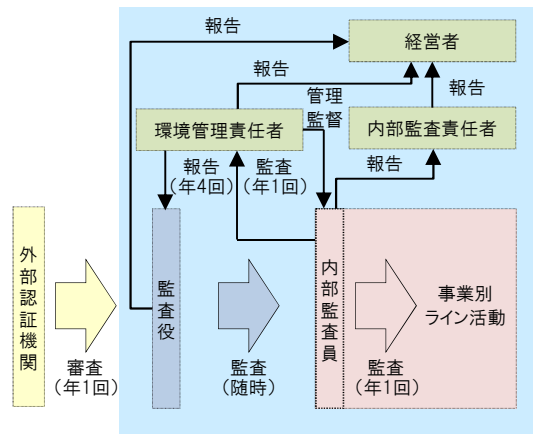 報告
経営者
報告
管理
監督
報告
環境管理責任者
内部監査責任者
報告
(年4回)
監査
(年1回)
報告
外部認証機関
審査
(年1回)
監査役
監査
(随時)
内部監査員
監査
(年1回)
事業別
ライン活動